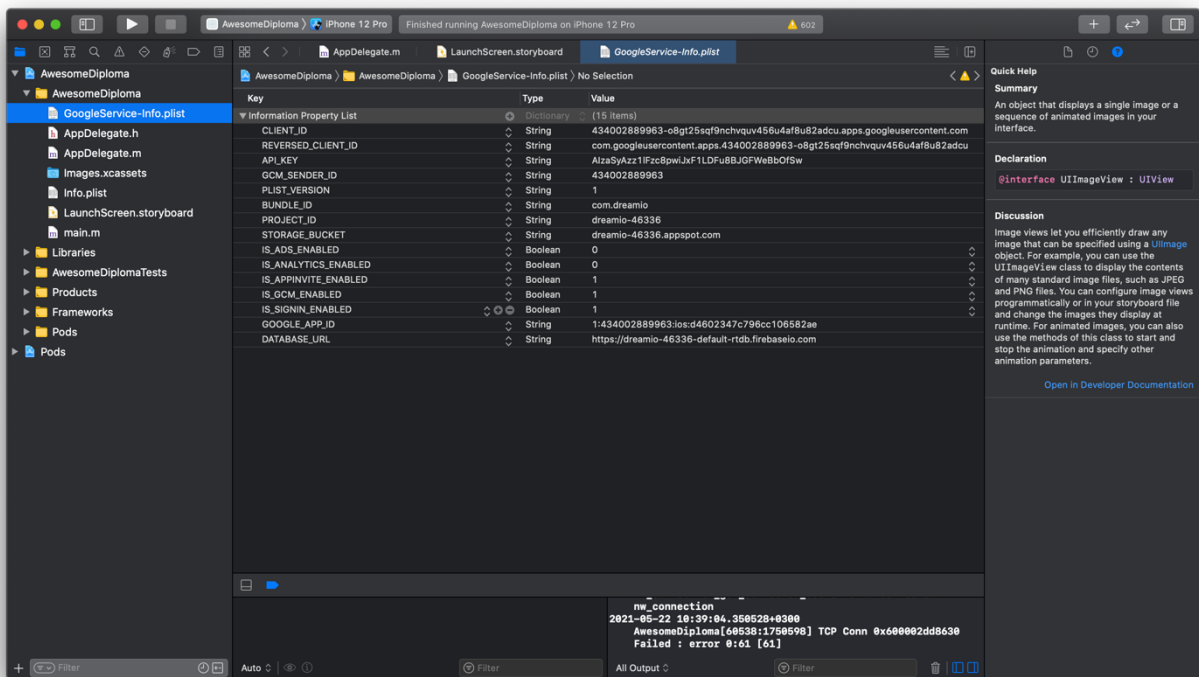 AwesomeDiploma 〉 iPhone 12 Pro
Finished running AwesomeDiploma on iPhone 12 Pro
602
AppDelegate.m
LaunchScreen.storyboard
GoogleService-Info.plist
AwesomeDiploma 〉 AwesomeDiploma 〉 GoogleService-Info.plist 〉 No Selection
AwesomeDiploma
AwesomeDiploma
GoogleService-Info.plist
AppDelegate.h
AppDelegate.m
Images.xcassets
Info.plist
LaunchScreen.storyboard
main.m
Libraries
AwesomeDiplomaTests
Products
Frameworks
Pods
Pods
Filter
Key Type Value
Information Property List Dictionary (15 items)
CLIENT_ID String 434002889963-o8gt25sqf9nchvquv456u4af8u82adcu.apps.googleusercontent.com
REVERSED_CLIENT_ID String com.googleusercontent.apps.434002889963-o8gt25sqf9nchvquv456u4af8u82adcu
API_KEY String AIzaSyAzz1lFzc8pwiJxF1LDFu8BJGFWeBbOfSw
GCM_SENDER_ID String 434002889963
PLIST_VERSION String 1
BUNDLE_ID String com.dreamio
PROJECT_ID String dreamio-46336
STORAGE_BUCKET String dreamio-46336.appspot.com
IS_ADS_ENABLED Boolean 0
IS_ANALYTICS_ENABLED Boolean 0
IS_APPINVITE_ENABLED Boolean 1
IS_GCM_ENABLED Boolean 1
IS_SIGNIN_ENABLED Boolean 1
GOOGLE_APP_ID String 1:434002889963:ios:d4602347c796cc106582ae
DATABASE_URL String https://dreamio-46336-default-rtdb.firebaseio.com
nw_connection
2021-05-22 10:39:04.350528+0300
AwesomeDiploma[60538:1750598] TCP Conn 0x600002dd8630
Failed : error 0:61 [61]
Auto
Filter
All Output
Filter
Quick Help
Summary
An object that displays a single image or a
sequence of animated images in your
interface.
Declaration
@interface UIImageView : UIView
Discussion
Image views let you efficiently draw any
image that can be specified using a UIImage
object. For example, you can use the
UIImageView class to display the contents
of many standard image files, such as JPEG
and PNG files. You can configure image views
programmatically or in your storyboard file
and change the images they display at
runtime. For animated images, you can also
use the methods of this class to start and
stop the animation and specify other
animation parameters.
Open in Developer Documentation